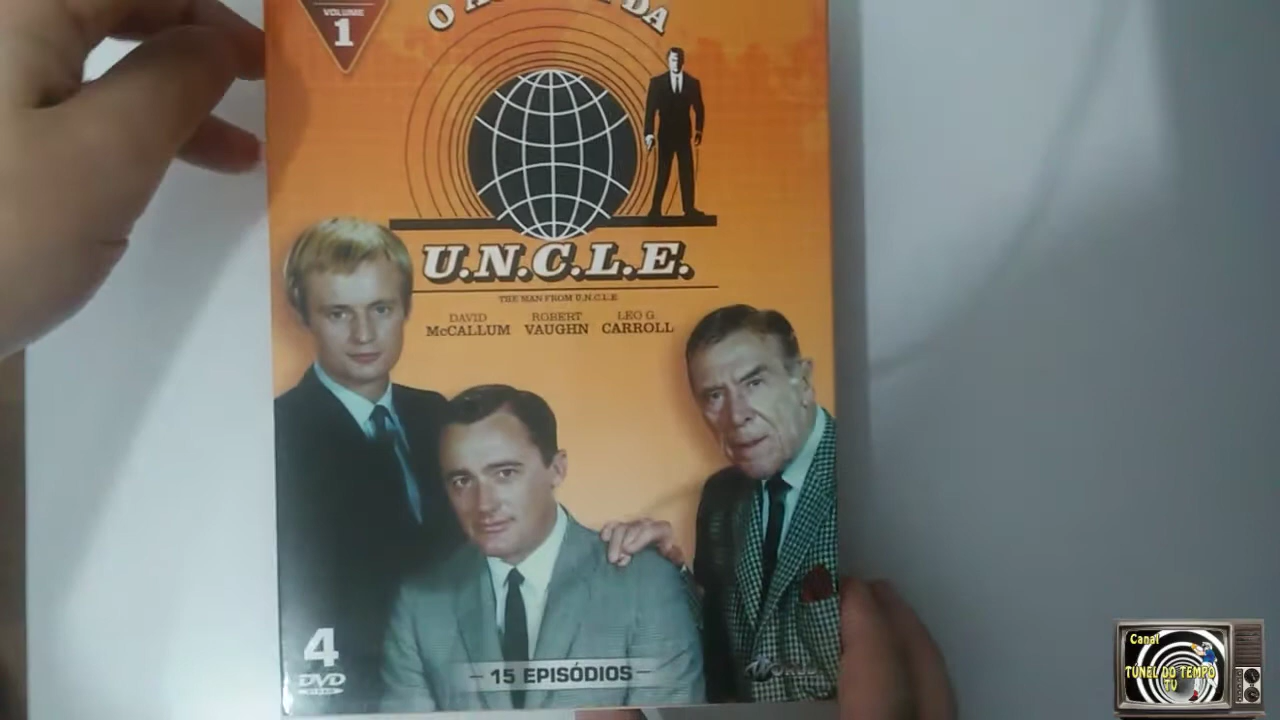 VOLUME
1
O A
DA
U.N.C.L.E.
THE MAN FROM U.N.C.L.E
DAVID McCALLUM
ROBERT VAUGHN
LEO G. CARROLL
4
DVD
15 EPISÓDIOS
Canal
TÚNEL DO TEMPO
TV